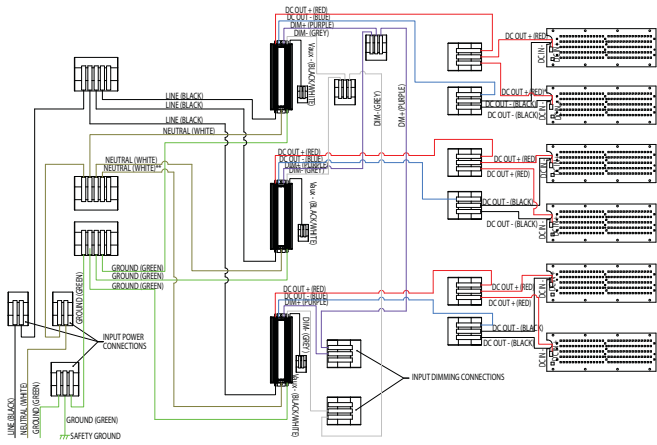 DC OUT + (RED)
DC OUT - (BLUE)
DIM+ (PURPLE)
DIM- (GREY)
Vaux - (BLACK/WHITE)
DIM- (GREY)
DIM+ (PURPLE)
DC OUT + (RED)
DC IN -
DC OUT + (RED)
DC OUT - (BLACK)
DC OUT - (BLACK)
DC IN -
LINE (BLACK)
LINE (BLACK)
LINE (BLACK)
NEUTRAL (WHITE)
NEUTRAL (WHITE)
NEUTRAL (WHITE)
DC OUT + (RED)
DC OUT - (BLUE)
DIM+ (PURPLE)
DIM- (GREY)
Vaux - (BLACK/WHITE)
DC OUT + (RED)
DC OUT + (RED)
DC IN -
DC OUT - (BLACK)
DC OUT - (BLACK)
DC IN -
GROUND (GREEN)
GROUND (GREEN)
GROUND (GREEN)
GROUND (GREEN)
DC OUT + (RED)
DC OUT - (BLUE)
DIM+ (PURPLE)
DIM- (GREY)
Vaux - (BLACK/WHITE)
DC OUT + (RED)
DC OUT + (RED)
DC IN -
DC OUT - (BLACK)
DC OUT - (BLACK)
DC IN -
INPUT POWER
CONNECTIONS
INPUT DIMMING CONNECTIONS
LINE (BLACK)
NEUTRAL (WHITE)
GROUND (GREEN)
GROUND (GREEN)
SAFETY GROUND